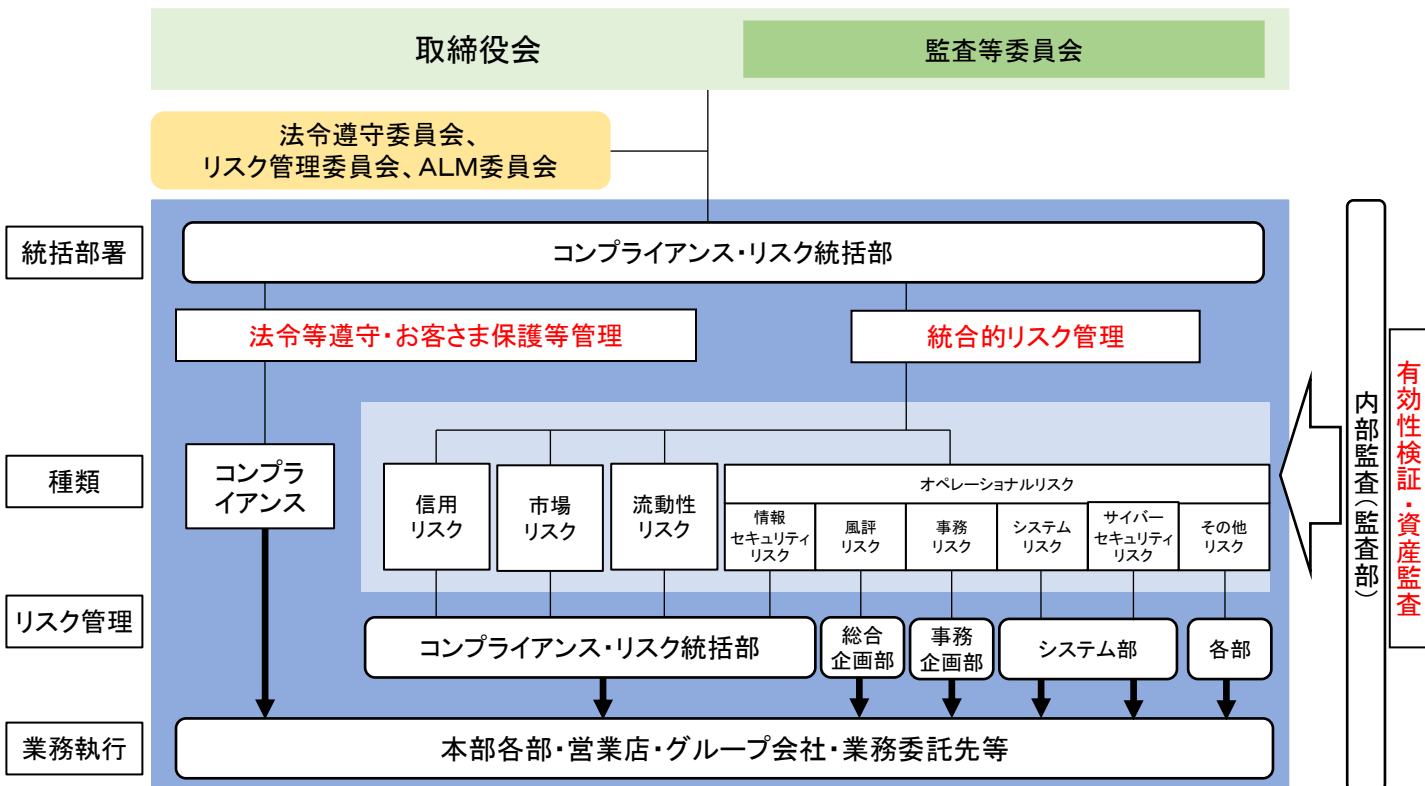 取締役会
監査等委員会
法令遵守委員会、
リスク管理委員会、ALM委員会
統括部署
コンプライアンス・リスク統括部
法令等遵守・お客さま保護等管理
統合的リスク管理
種類
コンプラ
イアンス
信用
リスク
市場
リスク
流動性
リスク
オペレーショナルリスク
情報
セキュリティ
リスク
風評
リスク
事務
リスク
システム
リスク
サイバー
セキュリティ
リスク
その他
リスク
リスク管理
コンプライアンス・リスク統括部
総合
企画部
事務
企画部
システム部
各部
業務執行
本部各部・営業店・グループ会社・業務委託先等
内部監査(監査部)
有効性検証・資産監査